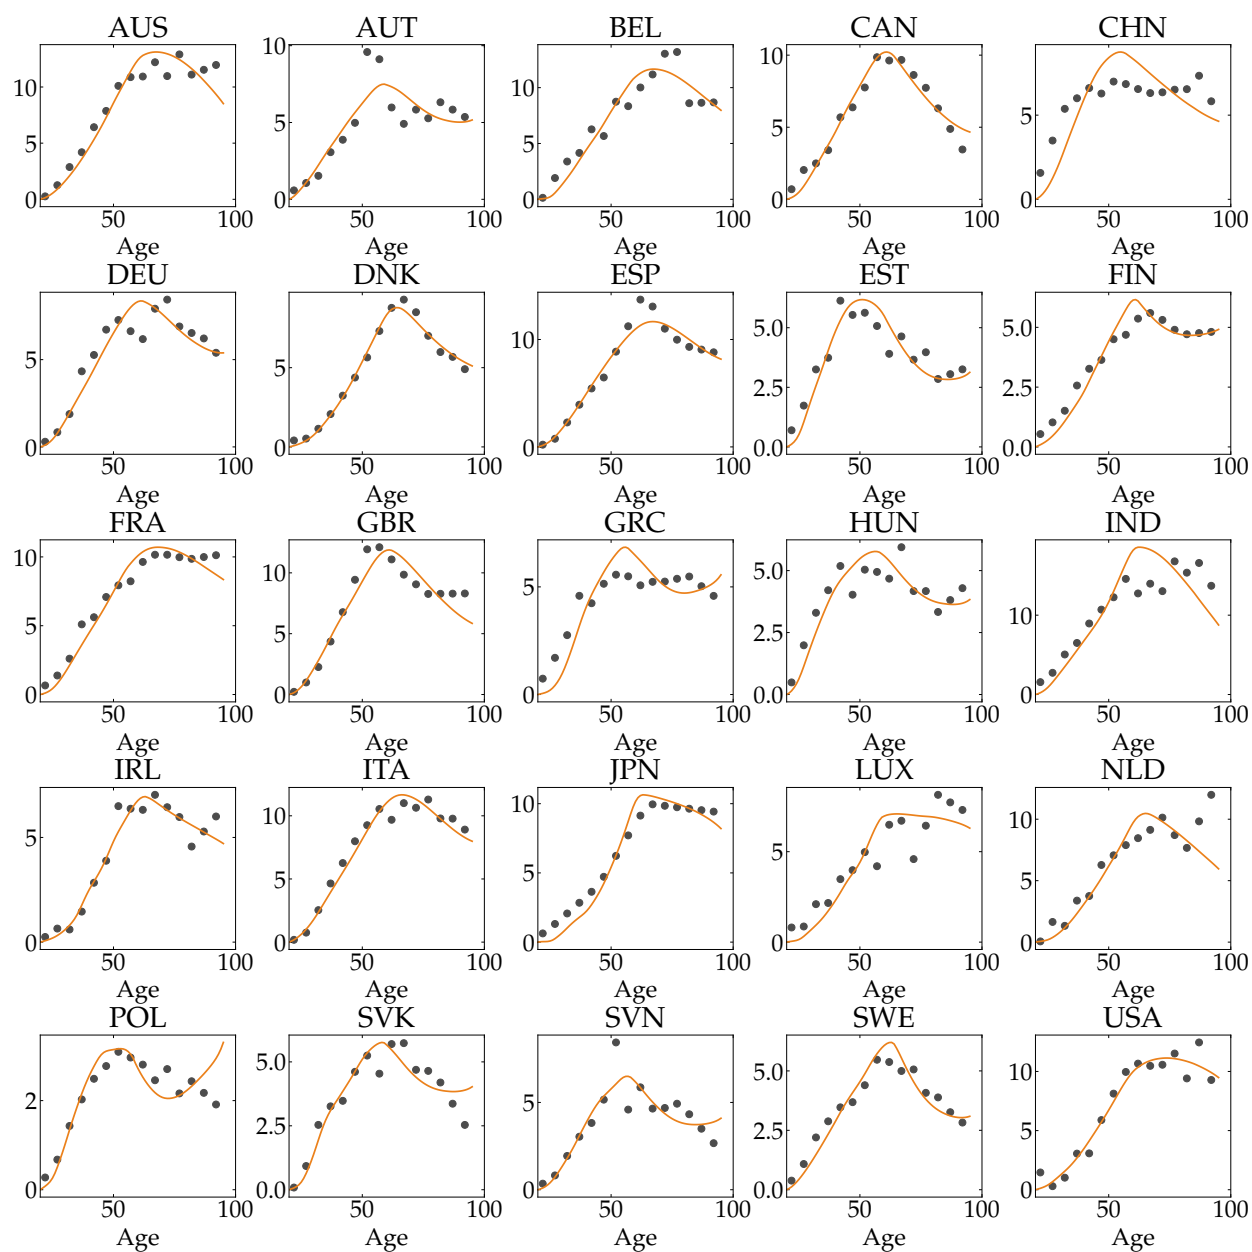 AUS AUT BEL CAN CHN
10 5 0 10 5 0 10 5 0 10 5 0 10 5 0
50 100 50 100 50 100 50 100 50 100
Age Age Age Age Age
DEU DNK ESP EST FIN
5 0 5 0 10 0 5.0 2.5 0.0 5.0 2.5 0.0
50 100 50 100 50 100 50 100 50 100
Age Age Age Age Age
FRA GBR GRC HUN IND
10 5 0 10 5 0 5 0 5.0 2.5 0.0 10 0
50 100 50 100 50 100 50 100 50 100
Age Age Age Age Age
IRL ITA JPN LUX NLD
5 0 10 5 0 10 5 0 5 0 10 5 0
50 100 50 100 50 100 50 100 50 100
Age Age Age Age Age
POL SVK SVN SWE USA
2 0 5.0 2.5 0.0 5 0 5.0 2.5 0.0 10 5 0
50 100 50 100 50 100 50 100 50 100
Age Age Age Age Age